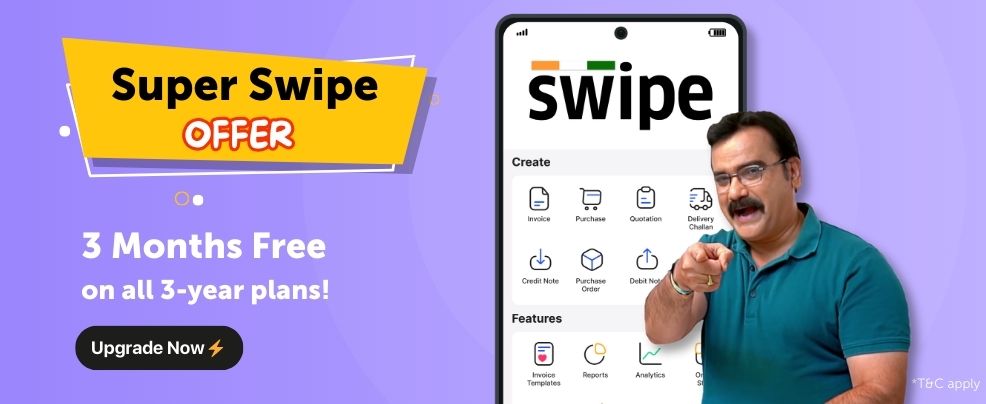 Super Swipe
OFFER
3 Months Free
on all 3-year plans!
Upgrade Now
swipe
Create
Invoice
Purchase
Quotation
Delivery
Challan
Credit Note
Purchase
Order
Debit Note
Features
Invoice
Templates
Reports
Analytics
*T&C apply